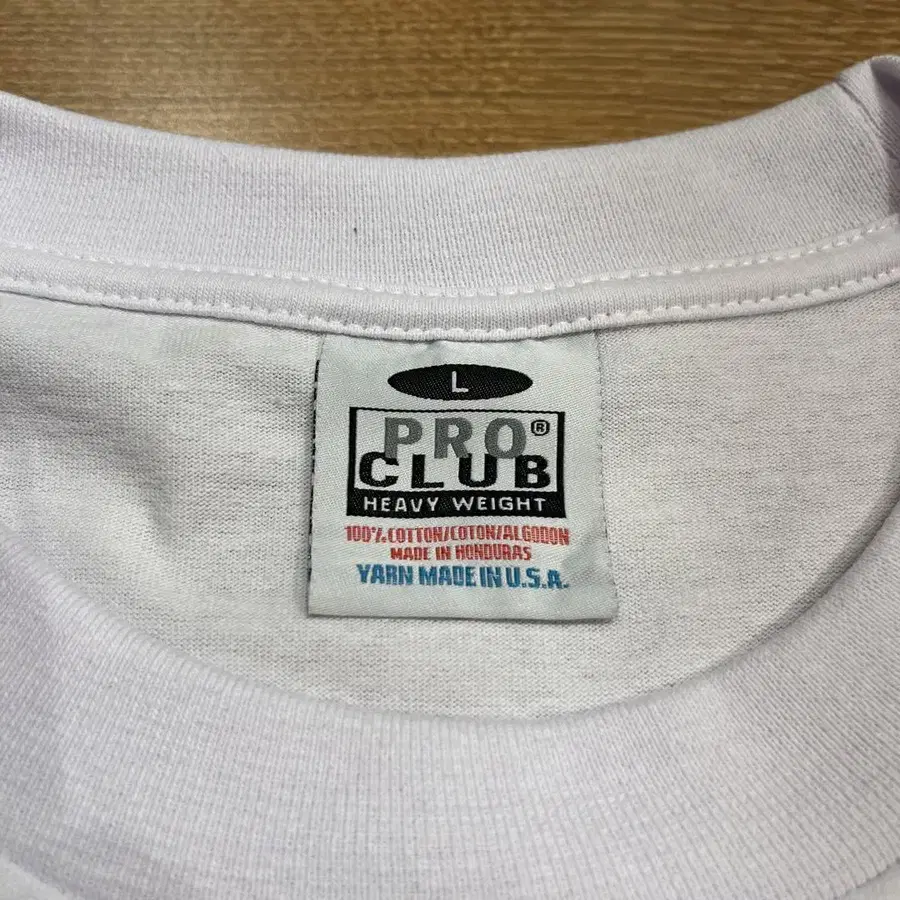 L
PRO®
CLUB
HEAVY WEIGHT
100% COTTON/COTON/ALGODON
MADE IN HONDURAS
YARN MADE IN U.S.A.